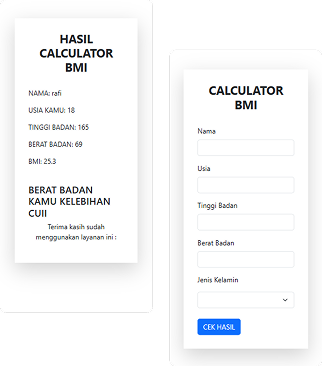 HASIL
CALCULATOR
BMI
NAMA: rafi
USIA KAMU: 18
TINGGI BADAN: 165
BERAT BADAN: 69
BMI: 25.3
BERAT BADAN
KAMU KELEBIHAN
CUII
Terima kasih sudah
menggunakan layanan ini :
CALCULATOR
BMI
Nama
Usia
Tinggi Badan
Berat Badan
Jenis Kelamin
CEK HASIL